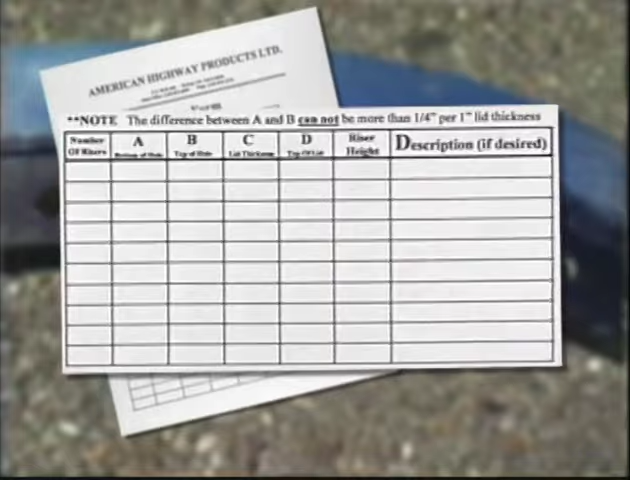 AMERICAN HIGHWAY PRODUCTS LTD.
**NOTE The difference between A and B can not be more than 1/4" per 1" lid thickness
Number Of Risers
A
B
C
D
Riser Height
Description (if desired)
Bottom of Hole
Top of Hole
Lid Thickness
Top Of Lid